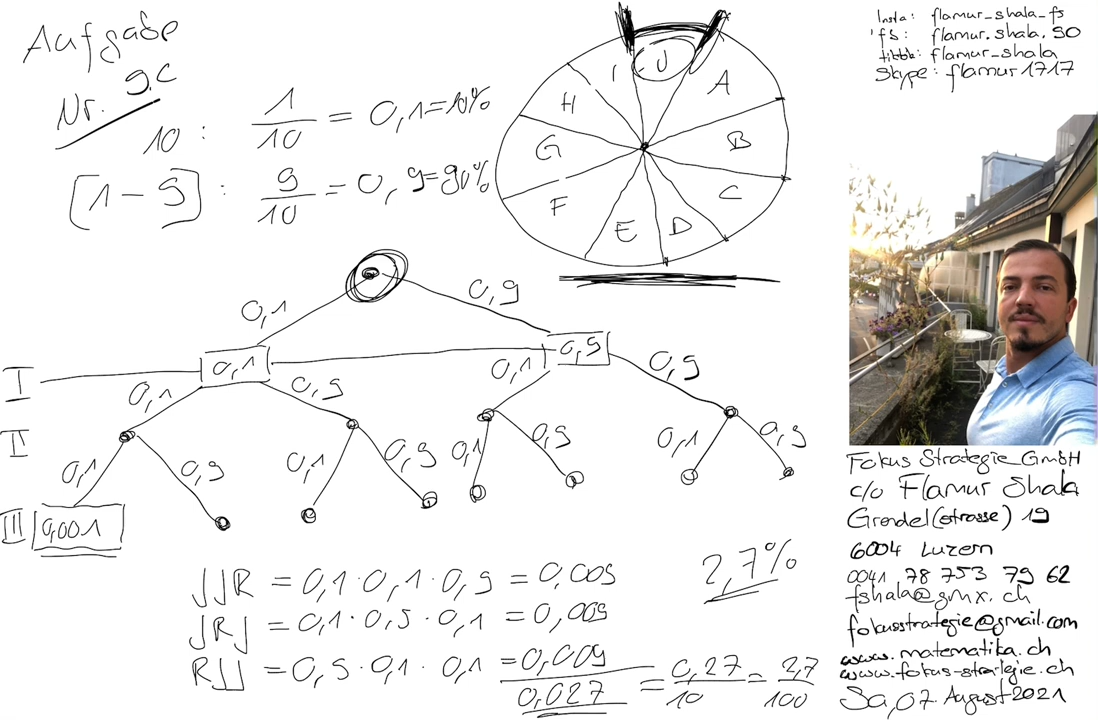 Aufgabe
Nr. 9.c
10 : 1/10 = 0,1 = 10%
[1-9] : 9/10 = 0,9 = 90%
I J A
H B
G C
F E D
0,1 0,9
I 0,1 0,9
0,1 0,9 0,1 0,9
II
0,1 0,9 0,1 0,9 0,1 0,9 0,1 0,9
III 0,001
JJR = 0,1 · 0,1 · 0,9 = 0,009
JRJ = 0,1 · 0,9 · 0,1 = 0,009
RJJ = 0,9 · 0,1 · 0,1 = 0,009
0,027 = 0,27/10 = 2,7/100
2,7%
Insta: flamur_shala_fs
fb: flamur.shala.90
tiktok: flamur_shala
Skype: flamur1717
Fokus Strategie GmbH
c/o Flamur Shala
Grendel(strasse) 19
6004 Luzern
0041 78 753 79 62
fshala@gmx.ch
fokusstrategie@gmail.com
www.matematika.ch
www.fokus-strategie.ch
Sa, 07. August 2021